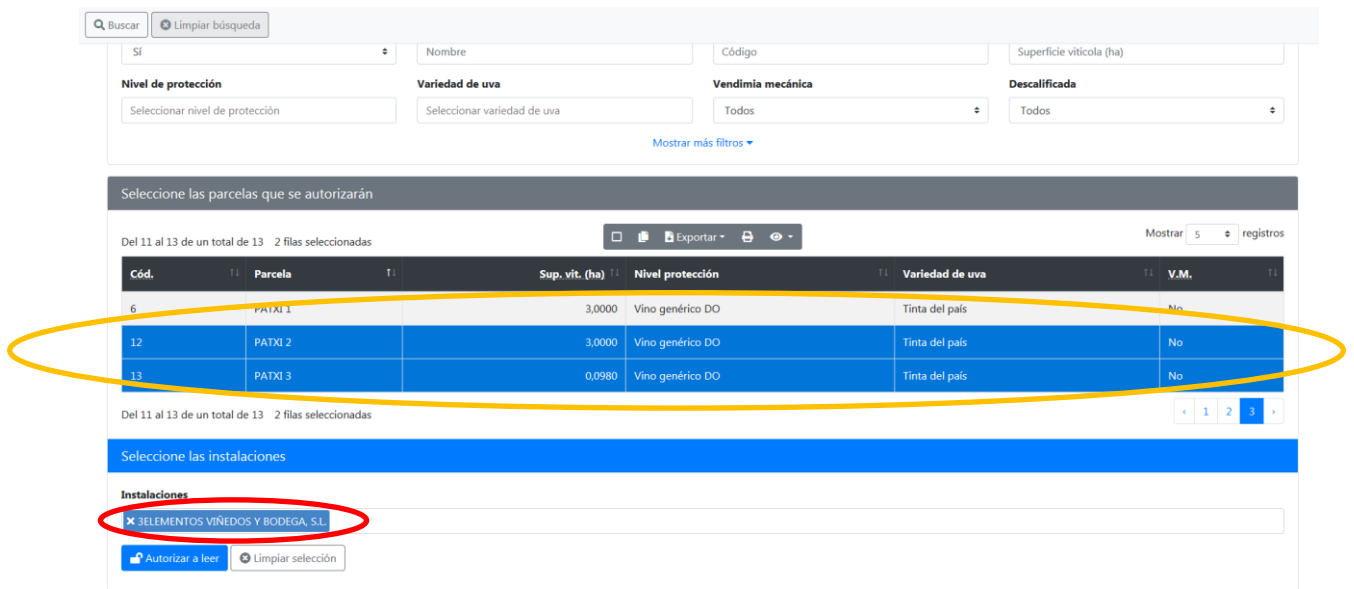 Buscar Limpiar búsqueda
Sí Nombre Código Superficie viticola (ha)
Nivel de protección Variedad de uva Vendimia mecánica Descalificada
Seleccionar nivel de protección Seleccionar variedad de uva Todos Todos
Mostrar más filtros
Seleccione las parcelas que se autorizarán
Del 11 al 13 de un total de 13 2 filas seleccionadas Exportar Mostrar 5 registros
Cód. Parcela Sup. vit. (ha) Nivel protección Variedad de uva V.M.
6 PATXI 1 3,0000 Vino genérico DO Tinta del país No
12 PATXI 2 3,0000 Vino genérico DO Tinta del país No
13 PATXI 3 0,0980 Vino genérico DO Tinta del país No
Del 11 al 13 de un total de 13 2 filas seleccionadas ‹ 1 2 3 ›
Seleccione las instalaciones
Instalaciones
× 3ELEMENTOS VIÑEDOS Y BODEGA, S.L.
Autorizar a leer Limpiar selección